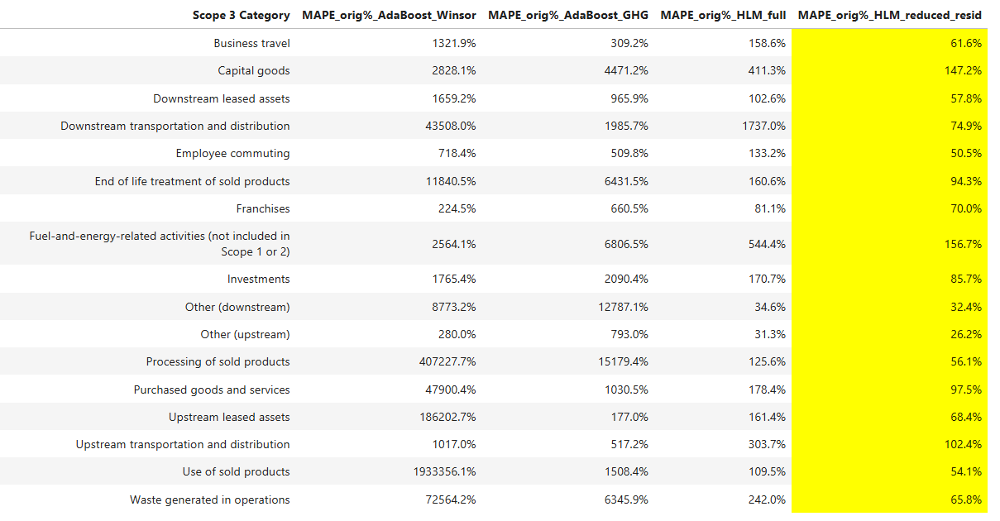 Scope 3 Category MAPE_orig%_AdaBoost_Winsor MAPE_orig%_AdaBoost_GHG MAPE_orig%_HLM_full MAPE_orig%_HLM_reduced_resid
Business travel 1321.9% 309.2% 158.6% 61.6%
Capital goods 2828.1% 4471.2% 411.3% 147.2%
Downstream leased assets 1659.2% 965.9% 102.6% 57.8%
Downstream transportation and distribution 43508.0% 1985.7% 1737.0% 74.9%
Employee commuting 718.4% 509.8% 133.2% 50.5%
End of life treatment of sold products 11840.5% 6431.5% 160.6% 94.3%
Franchises 224.5% 660.5% 81.1% 70.0%
Fuel-and-energy-related activities (not included in
Scope 1 or 2) 2564.1% 6806.5% 544.4% 156.7%
Investments 1765.4% 2090.4% 170.7% 85.7%
Other (downstream) 8773.2% 12787.1% 34.6% 32.4%
Other (upstream) 280.0% 793.0% 31.3% 26.2%
Processing of sold products 407227.7% 15179.4% 125.6% 56.1%
Purchased goods and services 47900.4% 1030.5% 178.4% 97.5%
Upstream leased assets 186202.7% 177.0% 161.4% 68.4%
Upstream transportation and distribution 1017.0% 517.2% 303.7% 102.4%
Use of sold products 1933356.1% 1508.4% 109.5% 54.1%
Waste generated in operations 72564.2% 6345.9% 242.0% 65.8%